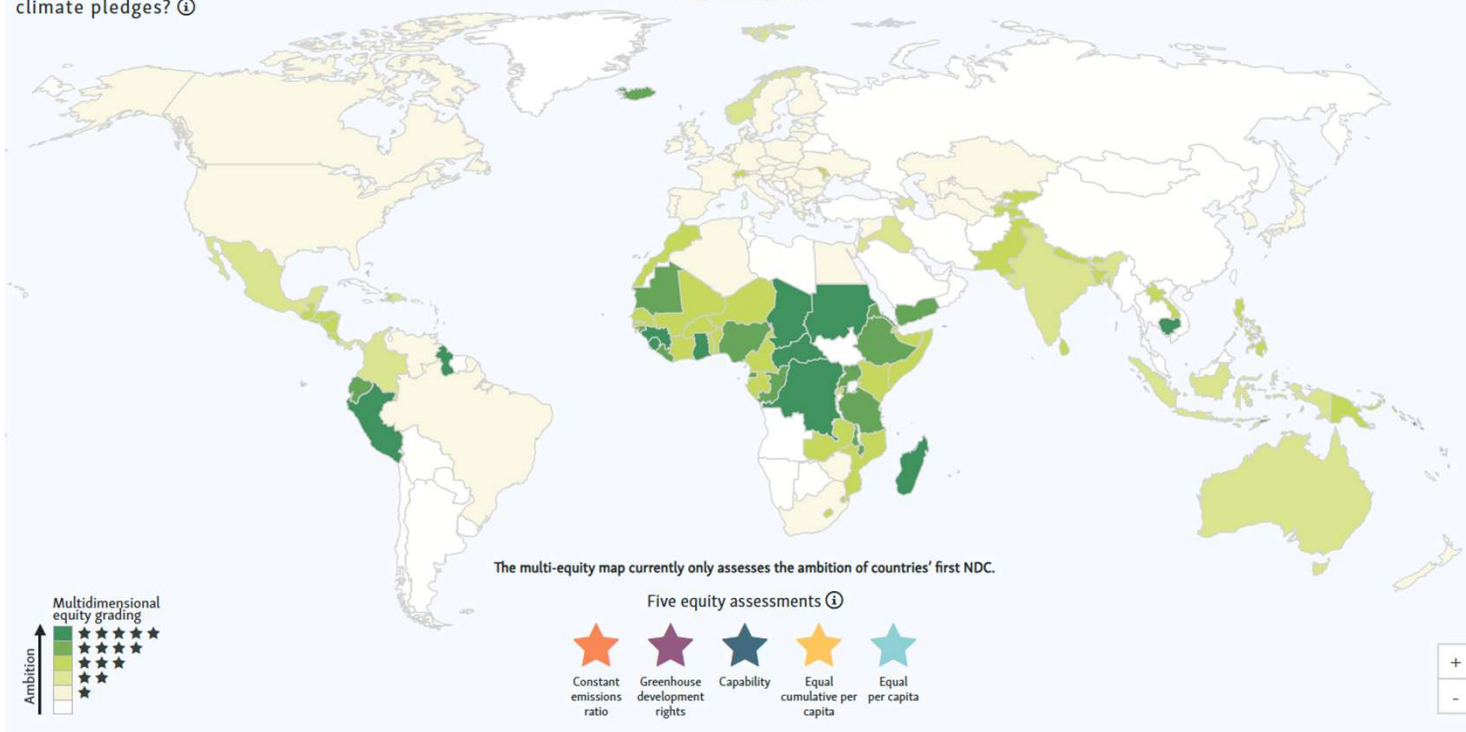 climate pledges? ⓘ
The multi-equity map currently only assesses the ambition of countries' first NDC.
Five equity assessments ⓘ
Multidimensional
equity grading
Ambition
Constant
emissions
ratio
Greenhouse
development
rights
Capability
Equal
cumulative per
capita
Equal
per capita
+
-